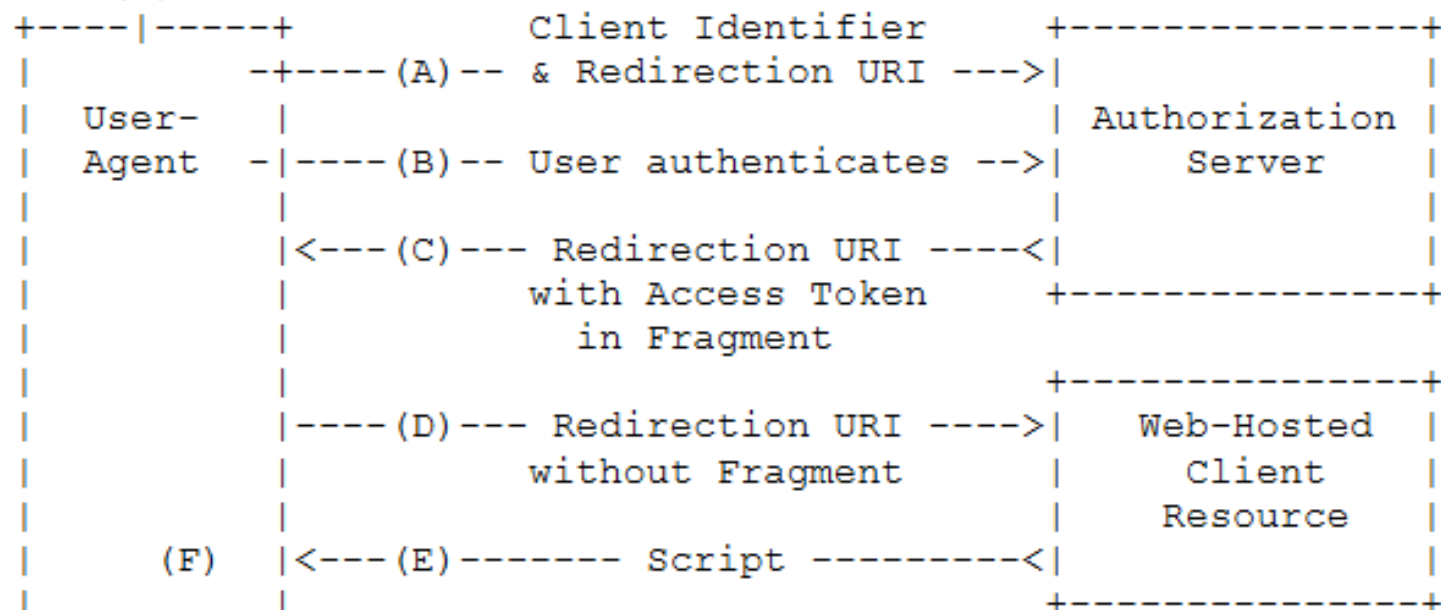 +----|-----+          Client Identifier     +---------------+
|         -+----(A)-- & Redirection URI --->|               |
|  User-   |                                | Authorization |
|  Agent  -|----(B)-- User authenticates -->|     Server    |
|          |                                |               |
|          |<---(C)--- Redirection URI ----<|               |
|          |          with Access Token     +---------------+
|          |            in Fragment
|          |                                +---------------+
|          |----(D)--- Redirection URI ---->|   Web-Hosted  |
|          |          without Fragment      |     Client    |
|          |                                |    Resource   |
|     (F)  |<---(E)------- Script ---------<|               |
|          |                                +---------------+